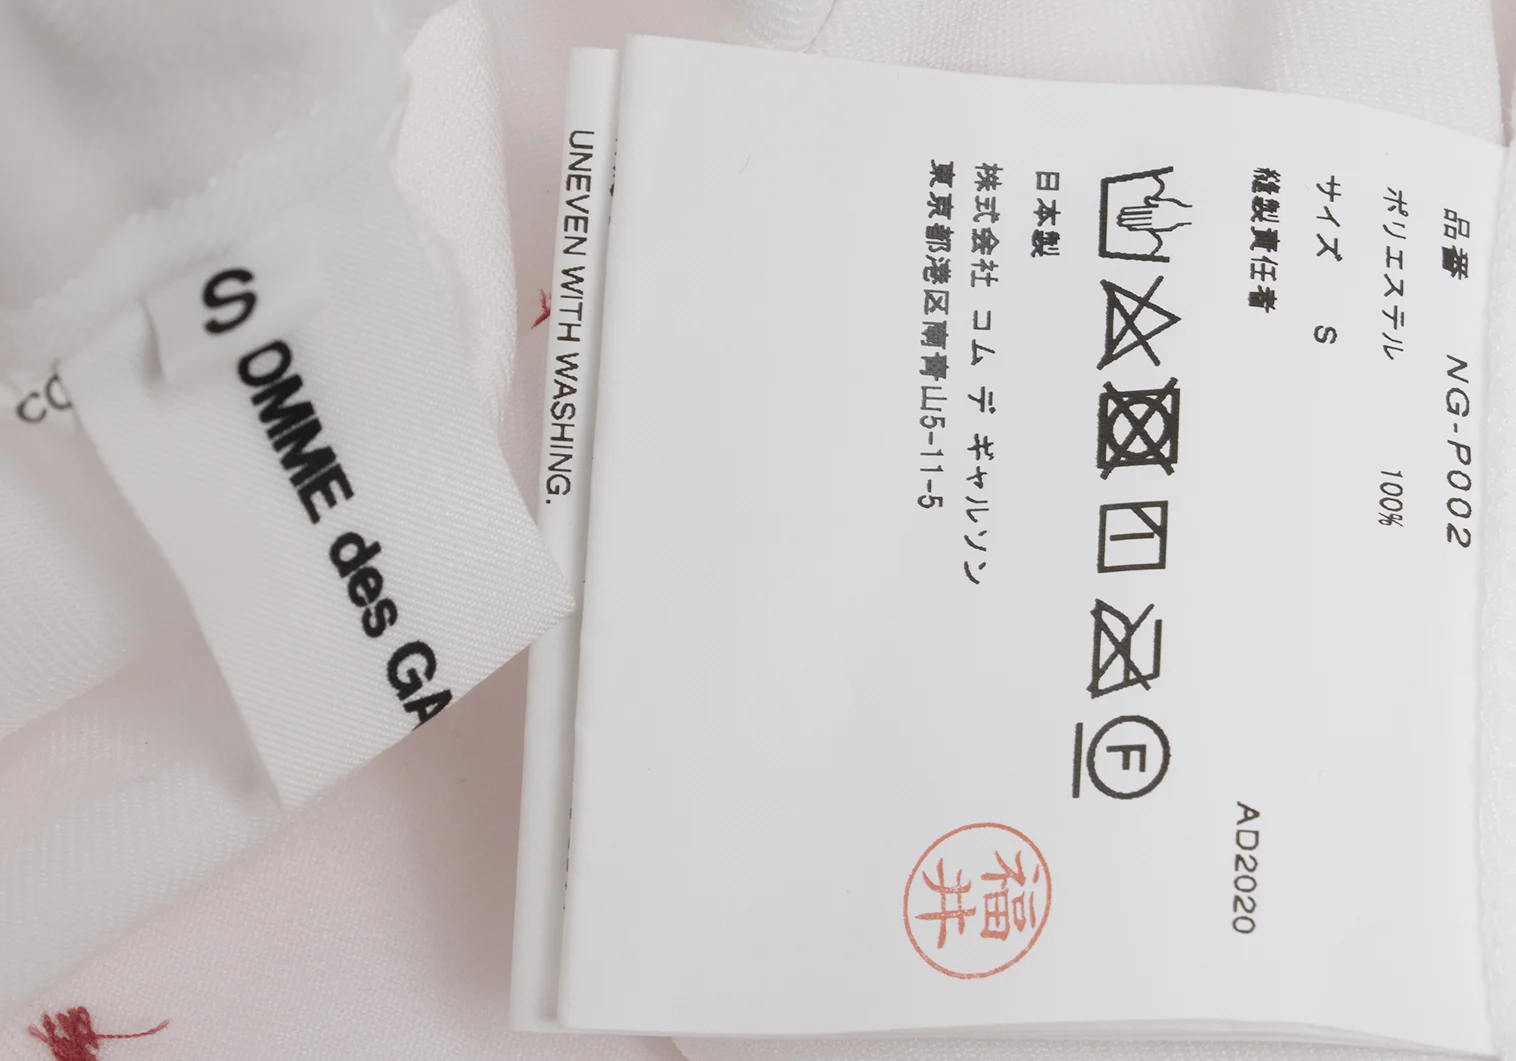 S
OMME des GA
CO
UNEVEN WITH WASHING.
品番 NG-P002
ポリエステル 100%
サイズ S
縫製責任者 AD2020
F
日本製
株式会社 コム デ ギャルソン
東京都港区南青山5-11-5
福井